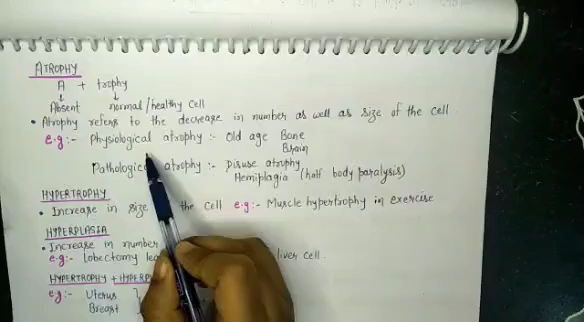 ATROPHY
A + trophy
Absent normal/healthy cell
• Atrophy refers to the decrease in number as well as size of the cell.
e.g:- Physiological atrophy :- Old age Bone
Brain
Pathologic atrophy :- Disuse atrophy
Hemiplagia (half body paralysis)
HYPERTROPHY
• Increase in size the cell e.g:- Muscle hypertrophy in exercise
HYPERPLASIA
• Increase in number
e.g:- Lobectomy liver cell.
HYPERTROPHY +
e.g:- Uterus
Breast